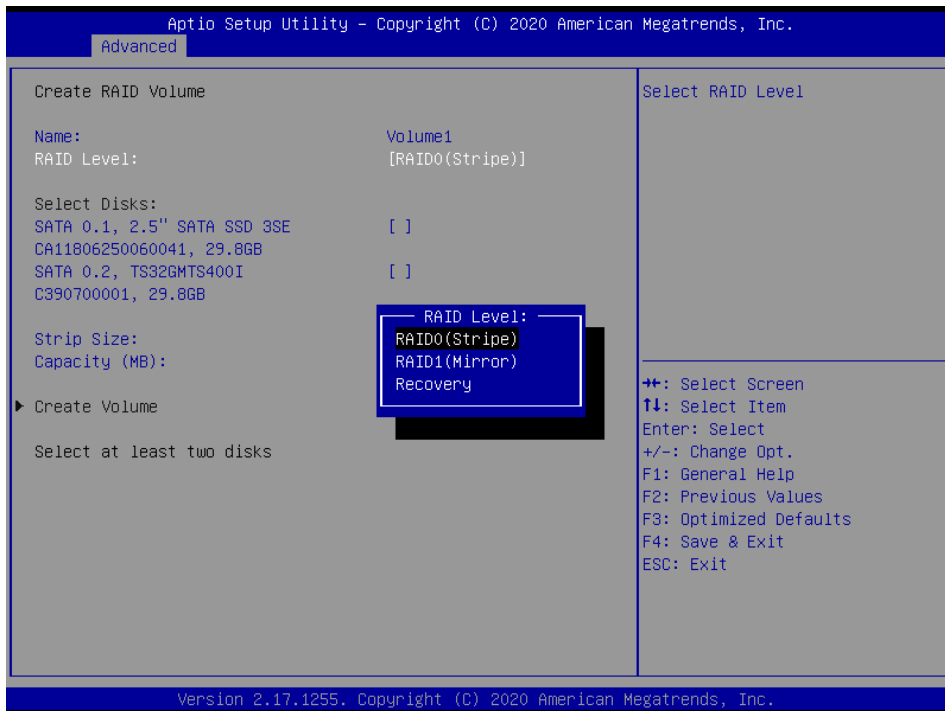 Aptio Setup Utility – Copyright (C) 2020 American Megatrends, Inc.
Advanced
Create RAID Volume
Name: Volume1
RAID Level: [RAID0(Stripe)]
Select Disks:
SATA 0.1, 2.5'' SATA SSD 3SE [ ]
CA11806250060041, 29.8GB
SATA 0.2, TS32GMTS400I [ ]
C390700001, 29.8GB
Strip Size:
Capacity (MB):
Create Volume
Select at least two disks
RAID Level:
RAID0(Stripe)
RAID1(Mirror)
Recovery
Select RAID Level
→←: Select Screen
↑↓: Select Item
Enter: Select
+/-: Change Opt.
F1: General Help
F2: Previous Values
F3: Optimized Defaults
F4: Save & Exit
ESC: Exit
Version 2.17.1255. Copyright (C) 2020 American Megatrends, Inc.